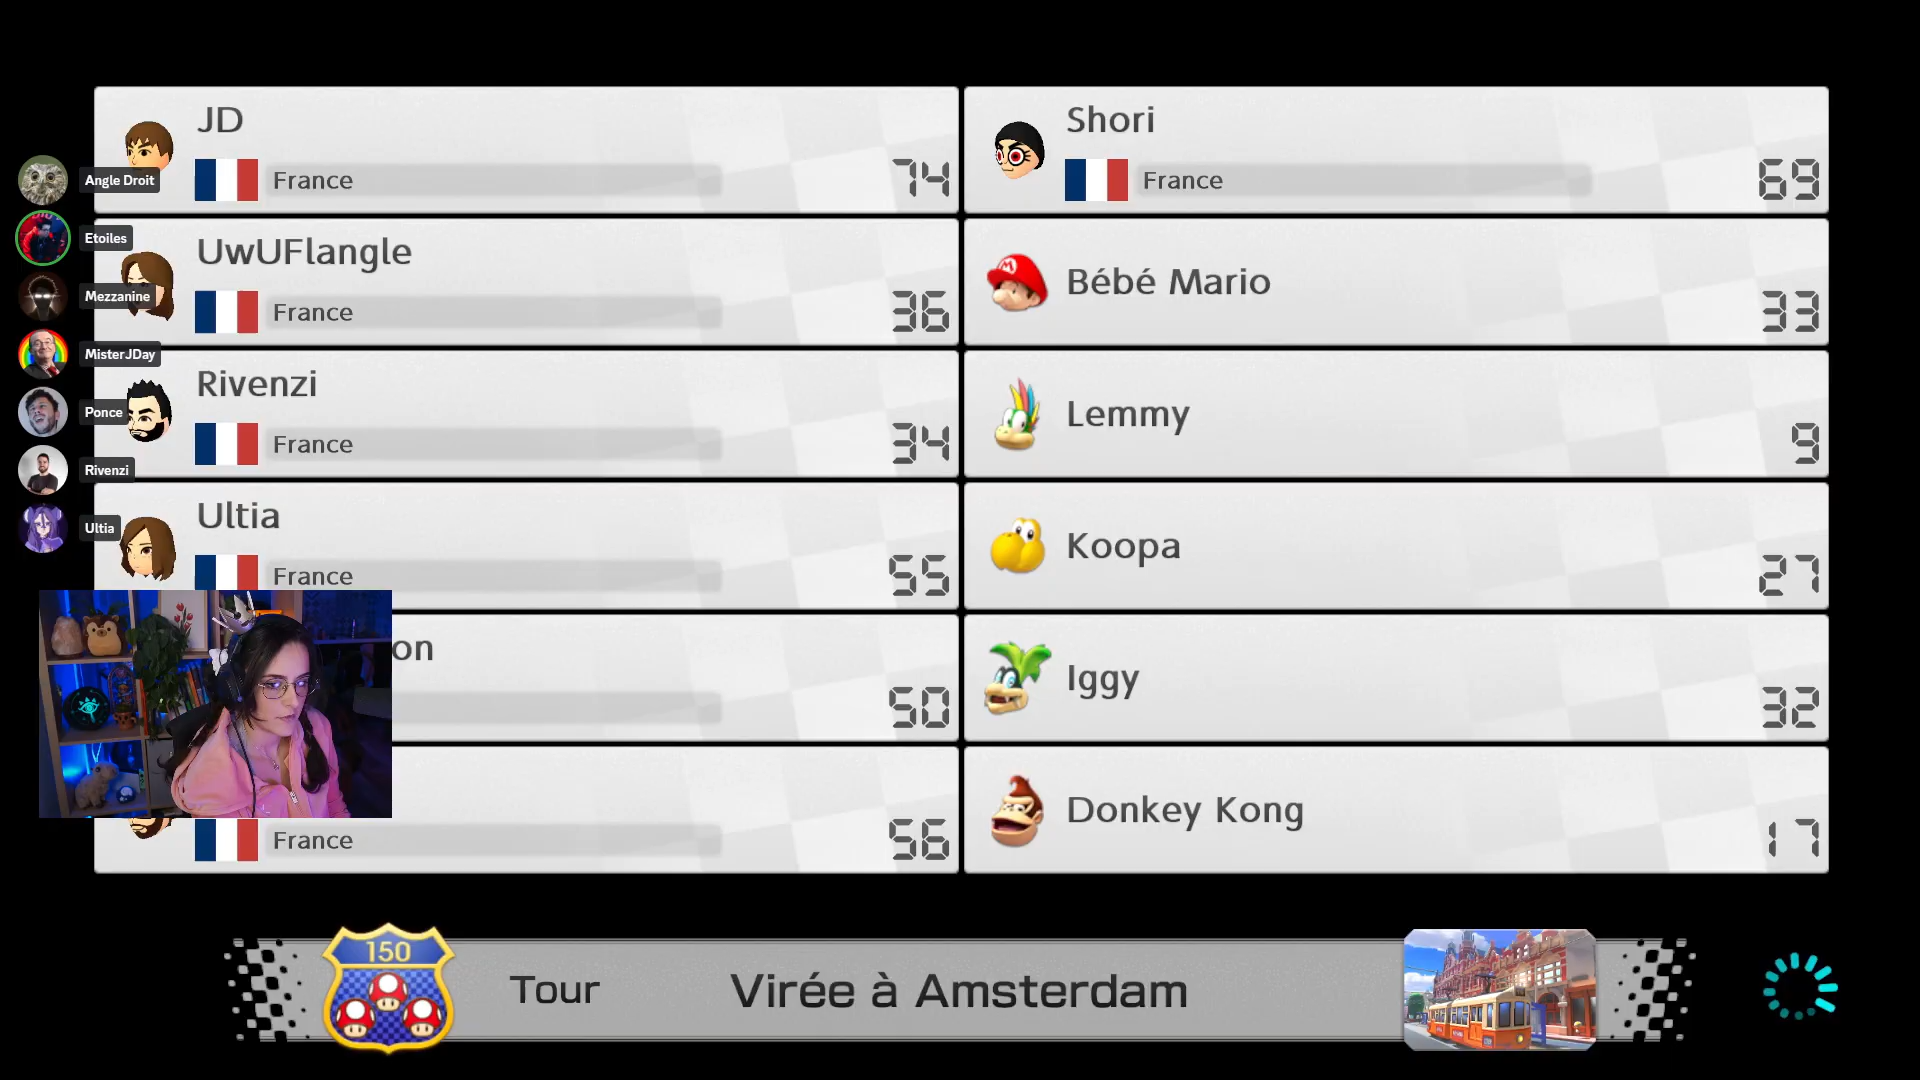 JD
France
74
Shori
France
69
Angle Droit
Etoiles
UwUFlangle
France
36
Bébé Mario
33
Mezzanine
MisterJDay
Rivenzi
France
34
Lemmy
9
Ponce
Rivenzi
Ultia
Ultia
France
55
Koopa
27
on
50
Iggy
32
France
56
Donkey Kong
17
150
Tour
Virée à Amsterdam